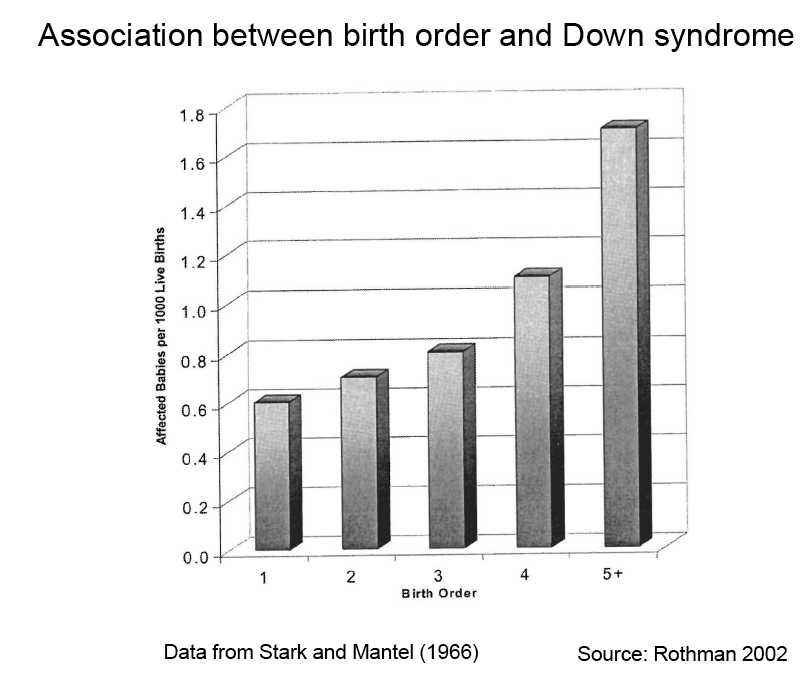 Association between birth order and Down syndrome
1.8
1.6
1.4
1.2
1.0
0.8
0.6
0.4
0.2
0.0
Affected Babies per 1000 Live Births
1 2 3 4 5+
Birth Order
Data from Stark and Mantel (1966) Source: Rothman 2002